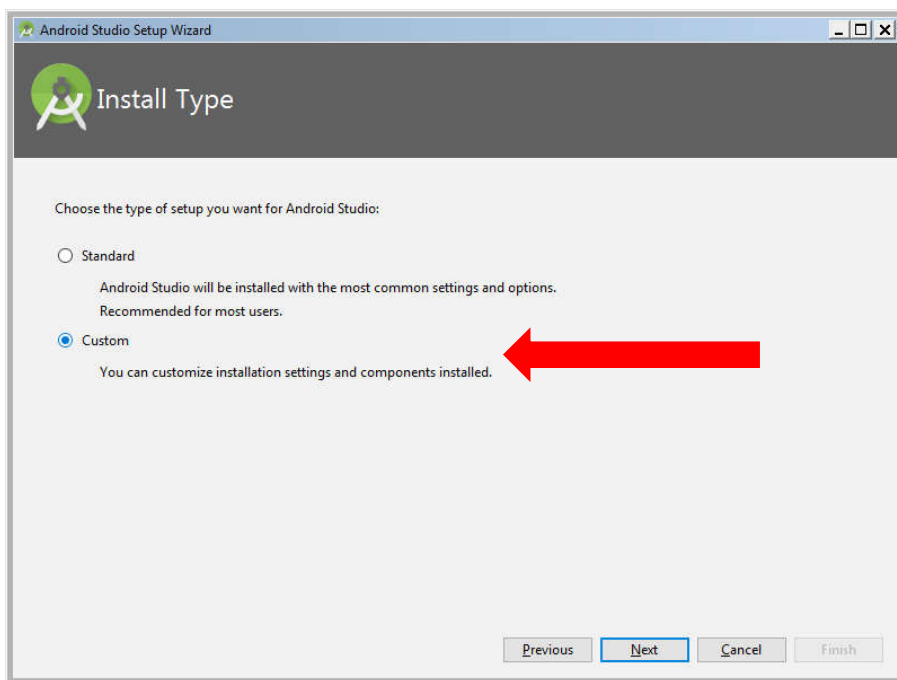 Android Studio Setup Wizard
Install Type
Choose the type of setup you want for Android Studio:
Standard
Android Studio will be installed with the most common settings and options.
Recommended for most users.
Custom
You can customize installation settings and components installed.
Previous Next Cancel Finish